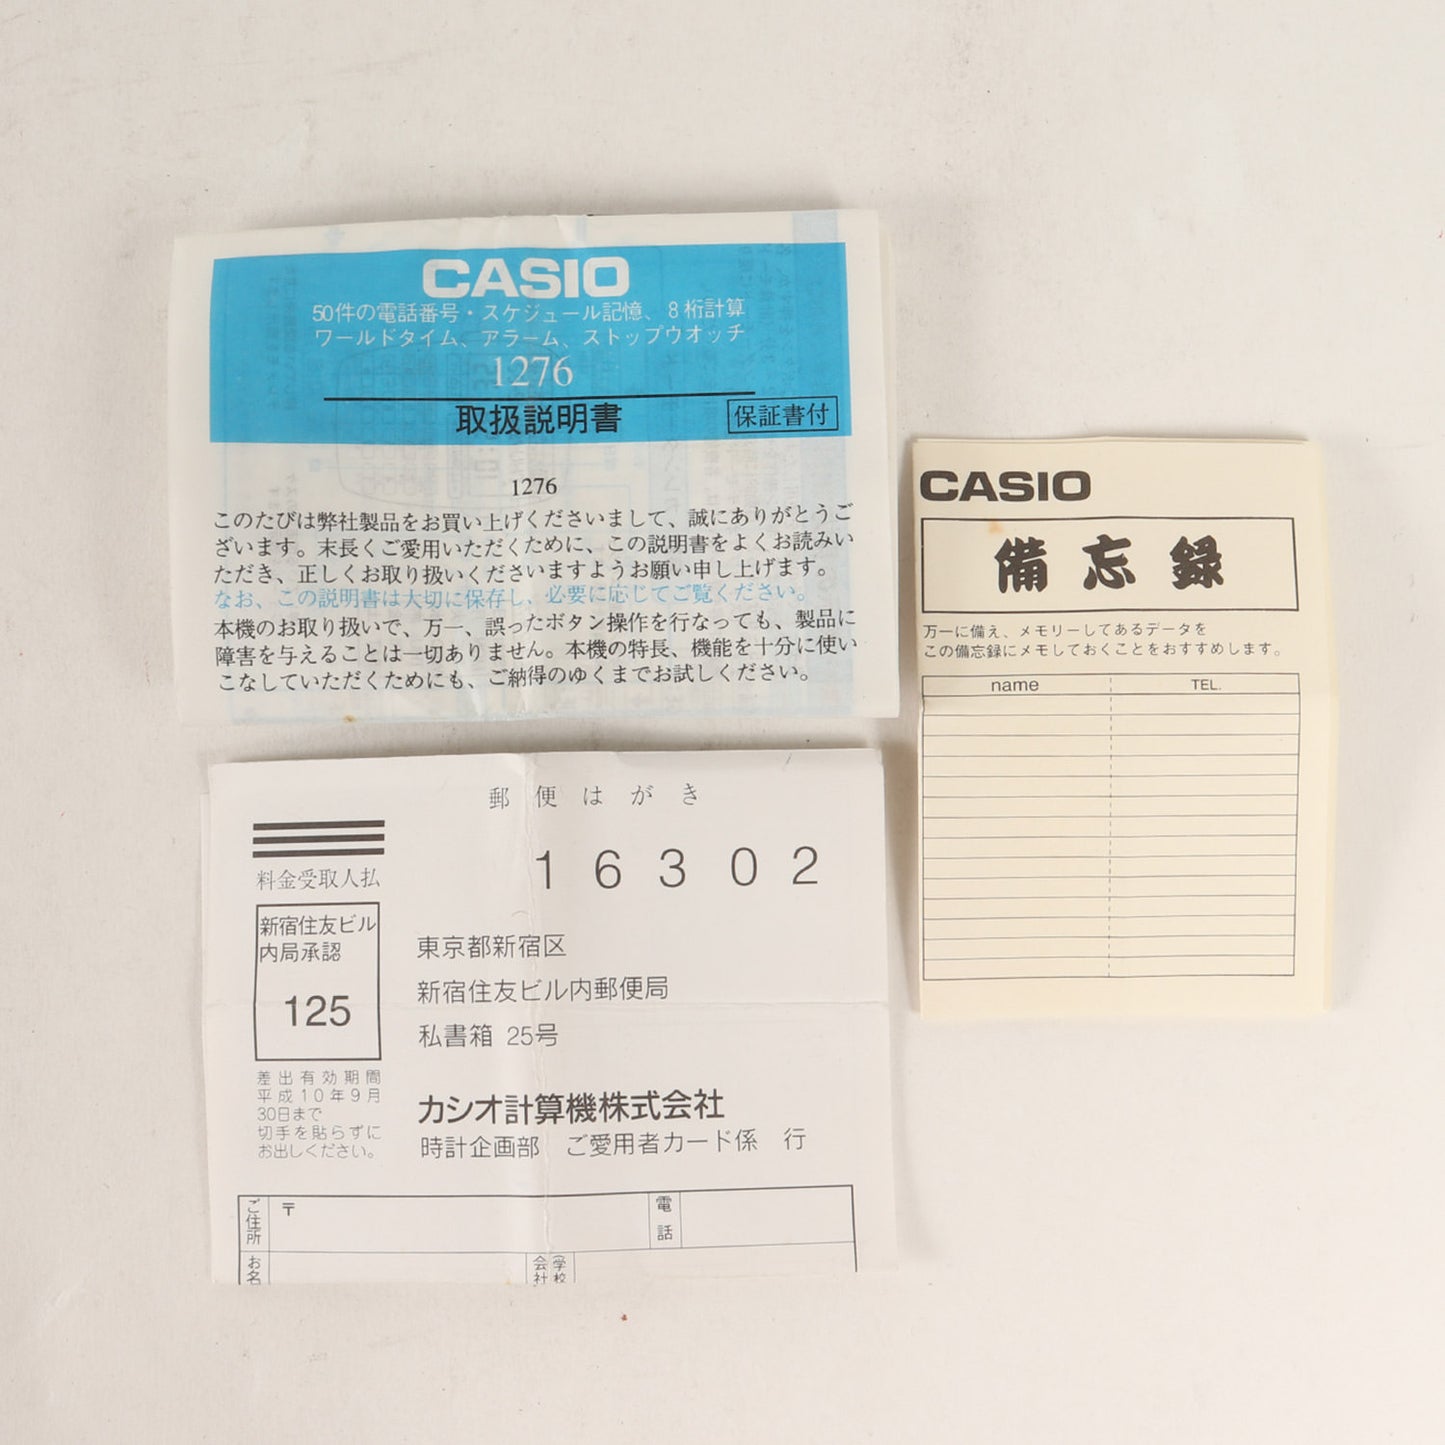 CASIO
50件の電話番号・スケジュール記憶、8桁計算
ワールドタイム、アラーム、ストップウオッチ
1276
取扱説明書
保証書付
1276
このたびは弊社製品をお買い上げくださいまして、誠にありがとうご
ざいます。末長くご愛用いただくために、この説明書をよくお読みい
ただき、正しくお取り扱いくださいますようお願い申し上げます。
なお、この説明書は大切に保存し、必要に応じてご覧ください。
本機のお取り扱いで、万一、誤ったボタン操作を行なっても、製品に
障害を与えることは一切ありません。本機の特長、機能を十分に使い
こなしていただくためにも、ご納得のゆくまでお試しください。
CASIO
備忘録
万一に備え、メモリーしてあるデータを
この備忘録にメモしておくことをおすすめします。
name TEL.
郵便はがき
16302
料金受取人払
新宿住友ビル
内局承認
125
差出有効期間
平成10年9月
30日まで
切手を貼らずに
お出しください。
東京都新宿区
新宿住友ビル内郵便局
私書箱 25号
カシオ計算機株式会社
時計企画部 ご愛用者カード係 行
ご住所 〒 電話
お名 会社 (学校